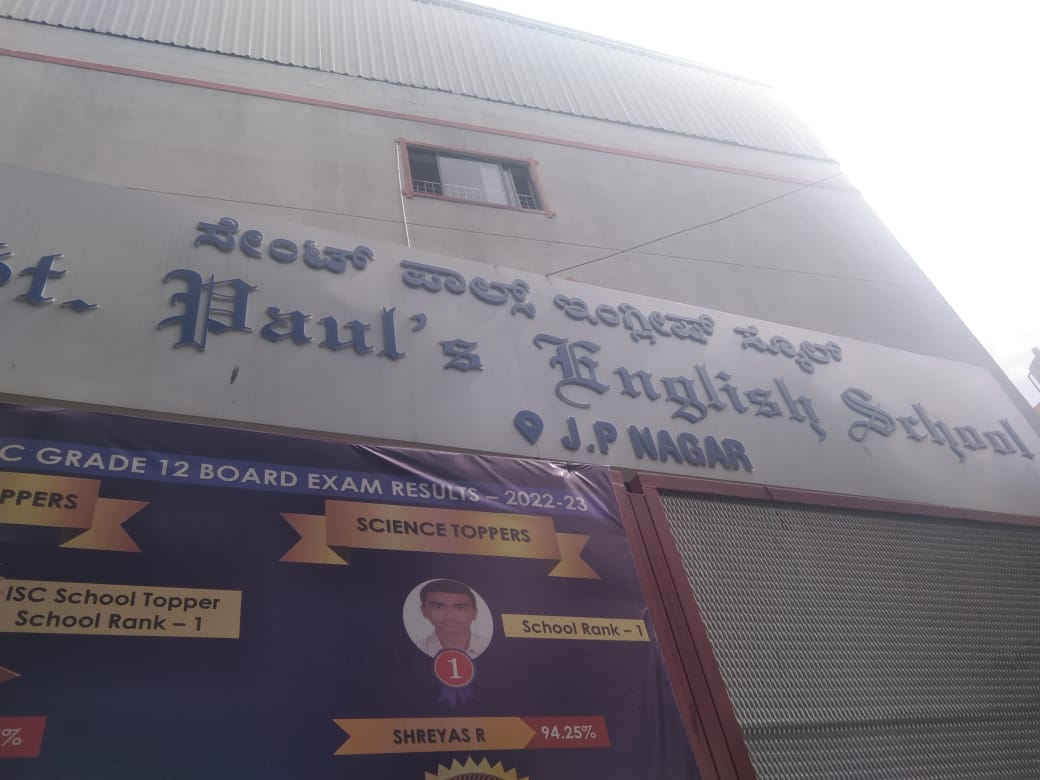 ಸೇಂಟ್ ಪಾಲ್ಸ್ ಇಂಗ್ಲೀಷ್ ಸ್ಕೂಲ್
St. Paul's English School
J.P NAGAR
C GRADE 12 BOARD EXAM RESULTS – 2022-23
OPPERS
SCIENCE TOPPERS
ISC School Topper
School Rank – 1
School Rank – 1
1
SHREYAS R 94.25%
%